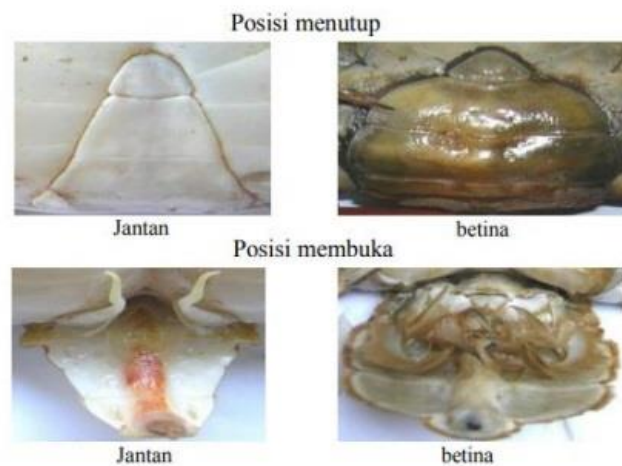 Posisi menutup
Jantan
betina
Posisi membuka
Jantan
betina